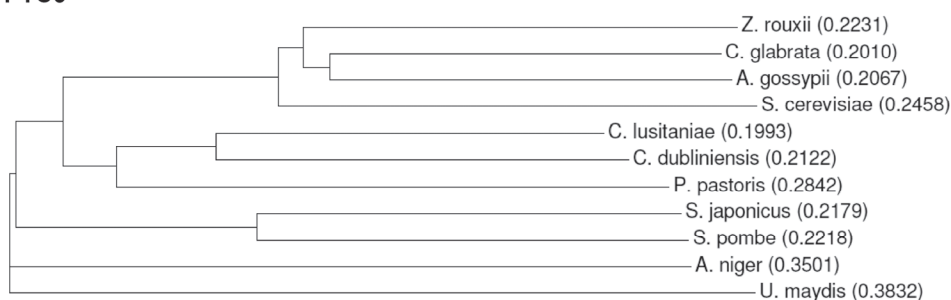 Z. rouxii (0.2231)
C. glabrata (0.2010)
A. gossypii (0.2067)
S. cerevisiae (0.2458)
C. lusitaniae (0.1993)
C. dubliniensis (0.2122)
P. pastoris (0.2842)
S. japonicus (0.2179)
S. pombe (0.2218)
A. niger (0.3501)
U. maydis (0.3832)